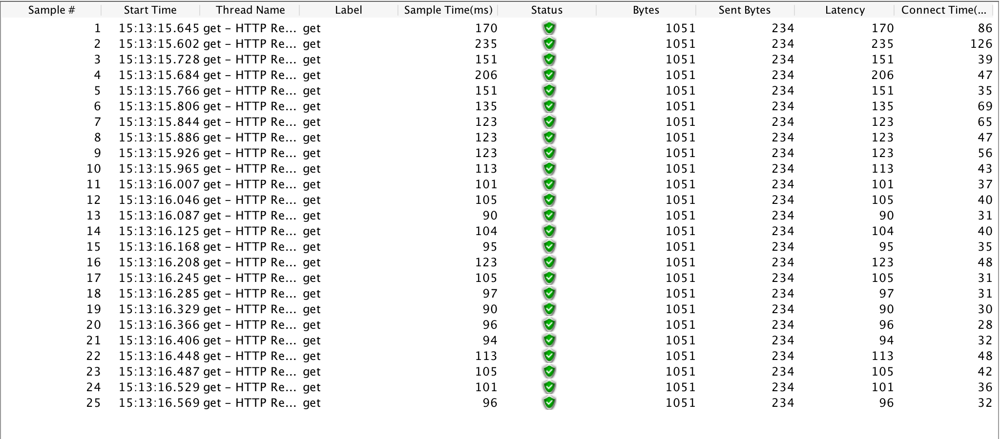 Sample # Start Time Thread Name Label Sample Time(ms) Status Bytes Sent Bytes Latency Connect Time(...
1 15:13:15.645 get – HTTP Re... get 170 1051 234 170 86
2 15:13:15.602 get – HTTP Re... get 235 1051 234 235 126
3 15:13:15.728 get – HTTP Re... get 151 1051 234 151 39
4 15:13:15.684 get – HTTP Re... get 206 1051 234 206 47
5 15:13:15.766 get – HTTP Re... get 151 1051 234 151 35
6 15:13:15.806 get – HTTP Re... get 135 1051 234 135 69
7 15:13:15.844 get – HTTP Re... get 123 1051 234 123 65
8 15:13:15.886 get – HTTP Re... get 123 1051 234 123 47
9 15:13:15.926 get – HTTP Re... get 123 1051 234 123 56
10 15:13:15.965 get – HTTP Re... get 113 1051 234 113 43
11 15:13:16.007 get – HTTP Re... get 101 1051 234 101 37
12 15:13:16.046 get – HTTP Re... get 105 1051 234 105 40
13 15:13:16.087 get – HTTP Re... get 90 1051 234 90 31
14 15:13:16.125 get – HTTP Re... get 104 1051 234 104 40
15 15:13:16.168 get – HTTP Re... get 95 1051 234 95 35
16 15:13:16.208 get – HTTP Re... get 123 1051 234 123 48
17 15:13:16.245 get – HTTP Re... get 105 1051 234 105 31
18 15:13:16.285 get – HTTP Re... get 97 1051 234 97 31
19 15:13:16.329 get – HTTP Re... get 90 1051 234 90 30
20 15:13:16.366 get – HTTP Re... get 96 1051 234 96 28
21 15:13:16.406 get – HTTP Re... get 94 1051 234 94 32
22 15:13:16.448 get – HTTP Re... get 113 1051 234 113 48
23 15:13:16.487 get – HTTP Re... get 105 1051 234 105 42
24 15:13:16.529 get – HTTP Re... get 101 1051 234 101 36
25 15:13:16.569 get – HTTP Re... get 96 1051 234 96 32